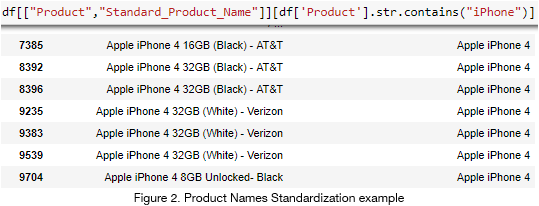 df[["Product","Standard_Product_Name"]][df['Product'].str.contains("iPhone")]
7385 Apple iPhone 4 16GB (Black) - AT&T Apple iPhone 4
8392 Apple iPhone 4 32GB (Black) - AT&T Apple iPhone 4
8396 Apple iPhone 4 32GB (Black) - AT&T Apple iPhone 4
9235 Apple iPhone 4 32GB (White) - Verizon Apple iPhone 4
9383 Apple iPhone 4 32GB (White) - Verizon Apple iPhone 4
9539 Apple iPhone 4 32GB (White) - Verizon Apple iPhone 4
9704 Apple iPhone 4 8GB Unlocked- Black Apple iPhone 4
Figure 2. Product Names Standardization example